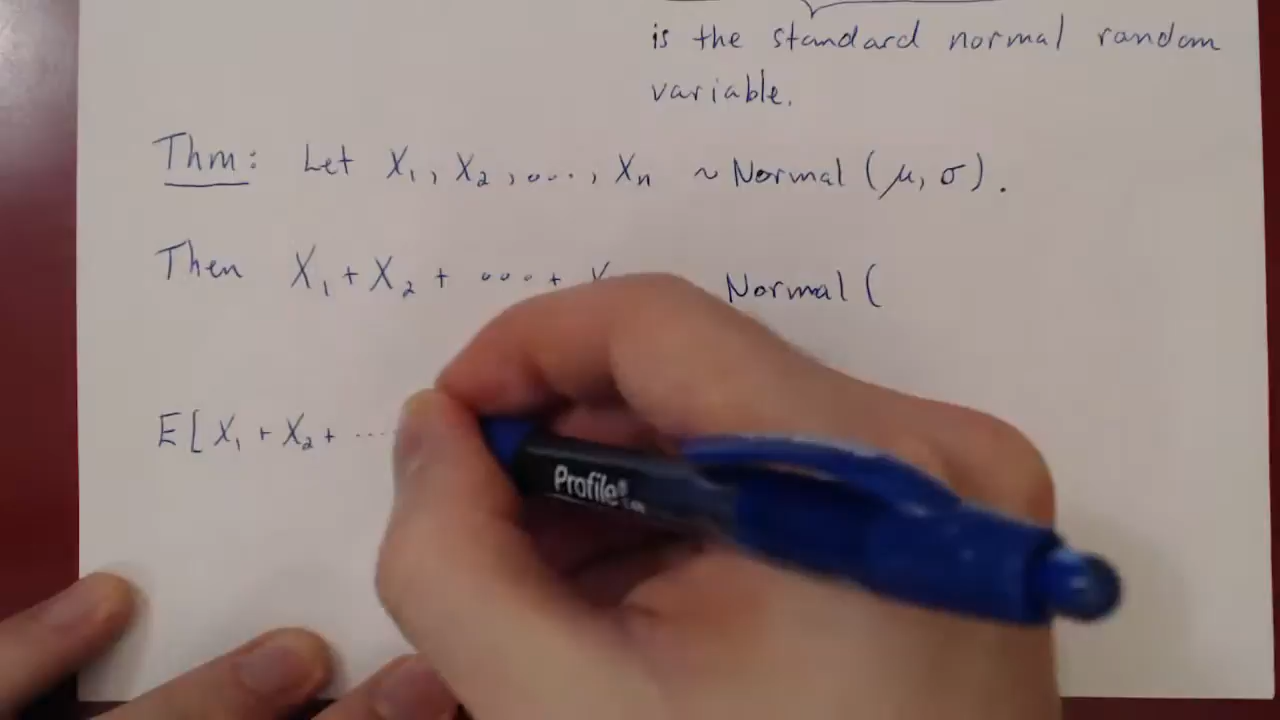 is the standard normal random
variable.
Thm: Let X₁, X₂, ..., Xₙ ~ Normal (μ, σ).
Then X₁ + X₂ + ... + X Normal (
E[X₁ + X₂ + ...
Profile